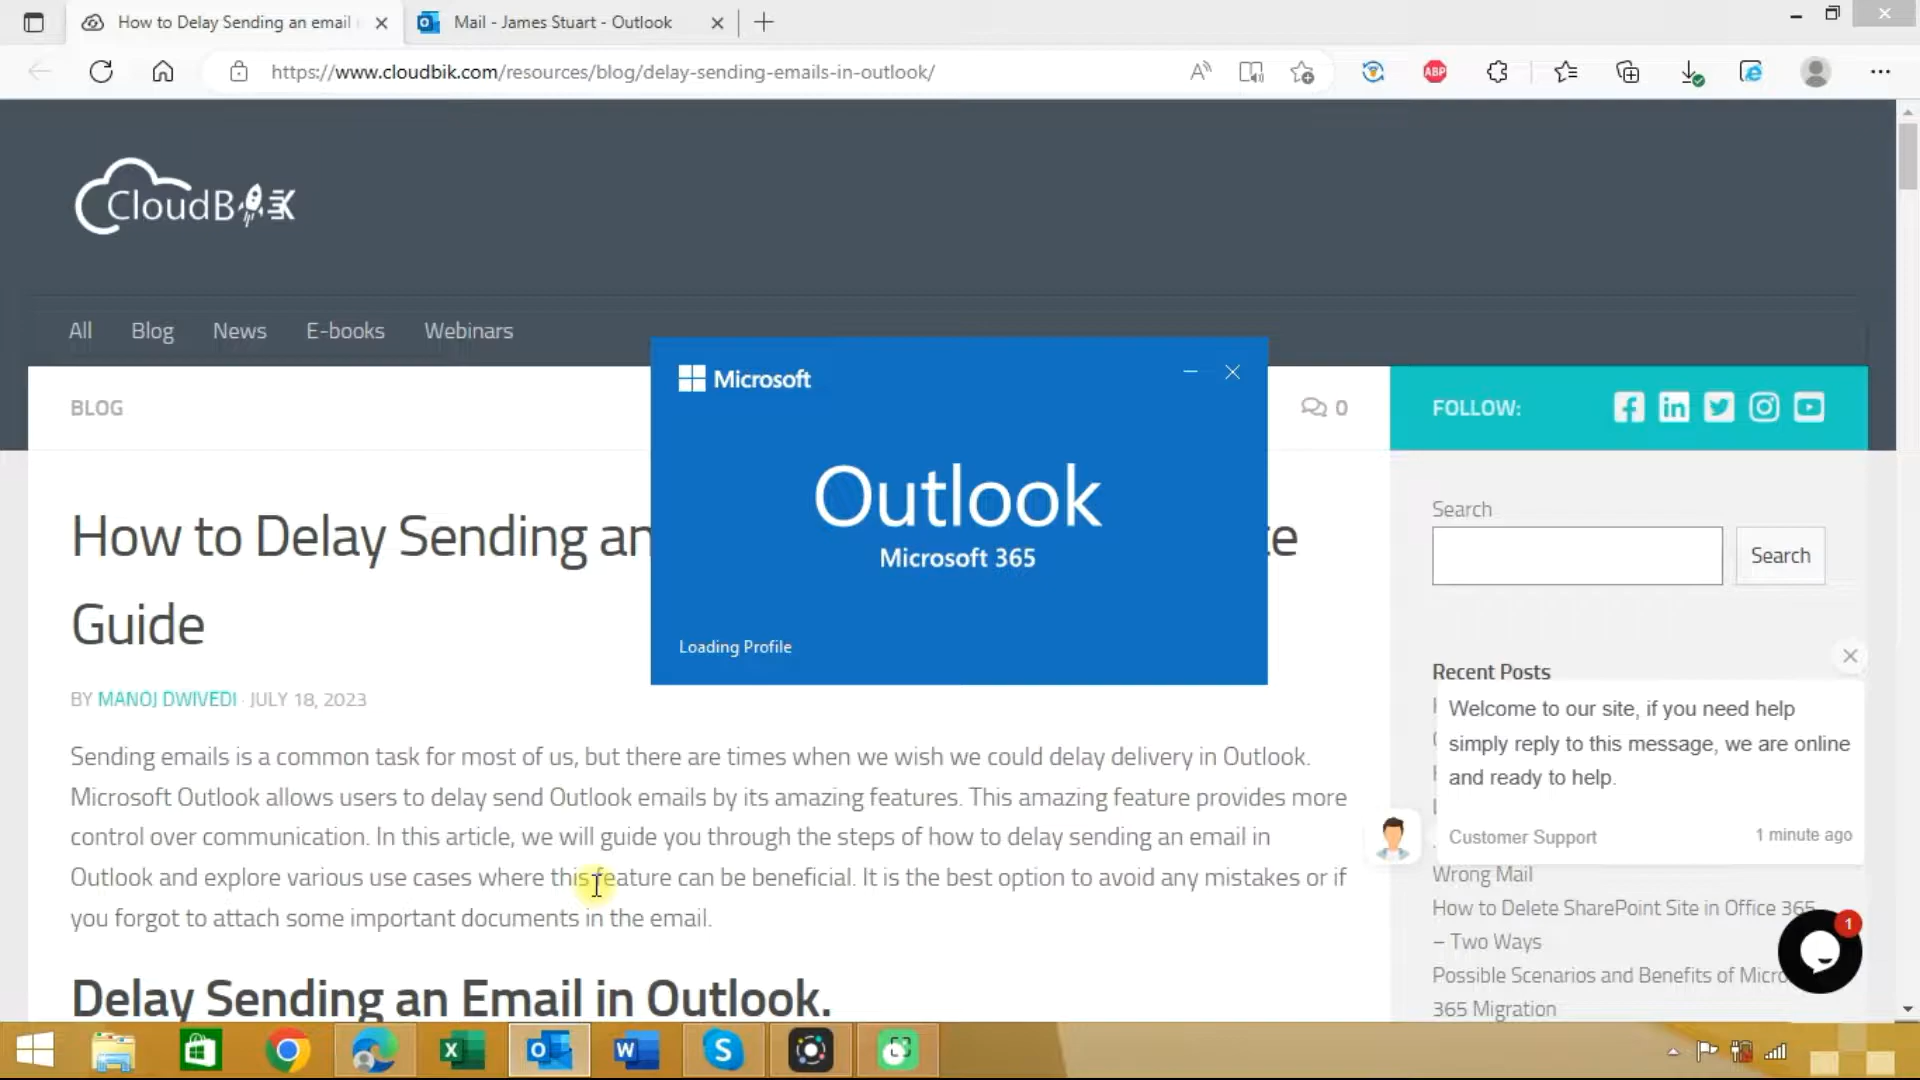 How to Delay Sending an email
Mail - James Stuart - Outlook
https://www.cloudbik.com/resources/blog/delay-sending-emails-in-outlook/
ABP
CloudBiK
All Blog News E-books Webinars
Microsoft
Outlook
Microsoft 365
Loading Profile
BLOG
0
FOLLOW:
How to Delay Sending an
Guide
BY MANOJ DWIVEDI · JULY 18, 2023
Sending emails is a common task for most of us, but there are times when we wish we could delay delivery in Outlook.
Microsoft Outlook allows users to delay send Outlook emails by its amazing features. This amazing feature provides more
control over communication. In this article, we will guide you through the steps of how to delay sending an email in
Outlook and explore various use cases where this feature can be beneficial. It is the best option to avoid any mistakes or if
you forgot to attach some important documents in the email.
Delay Sending an Email in Outlook.
Search
Search
Recent Posts
Welcome to our site, if you need help
simply reply to this message, we are online
and ready to help.
Customer Support 1 minute ago
Wrong Mail
How to Delete SharePoint Site in Office 365
– Two Ways
Possible Scenarios and Benefits of Micro
365 Migration
1